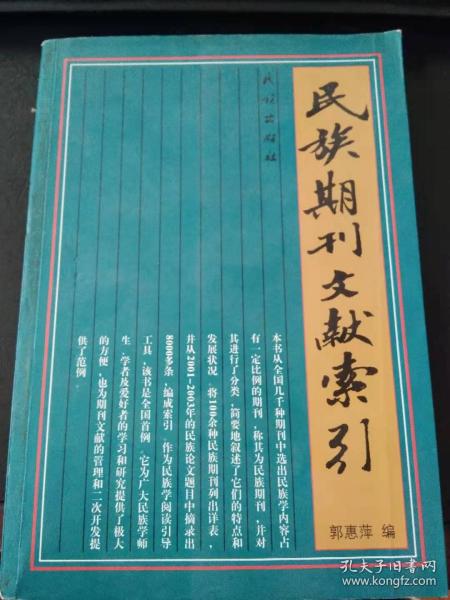 民族期刊文献索引
郭惠萍 编
民族出版社
本书从全国几千种期刊中选出民族学内容占
有一定比例的期刊，称其为民族期刊，并对
其进行了分类，简要地叙述了它们的特点和
发展状况。将100余种民族期刊列出详表，
并从2001-2003年的民族论文题目中摘录出
8000多条，编成索引。作为民族学阅读引导
工具，该书是全国首例。它为广大民族学师
生、学者及爱好者的学习和研究提供了极大
的方便，也为期刊文献的管理和二次开发提
供了范例。
孔夫子旧书网
www.kongfz.com